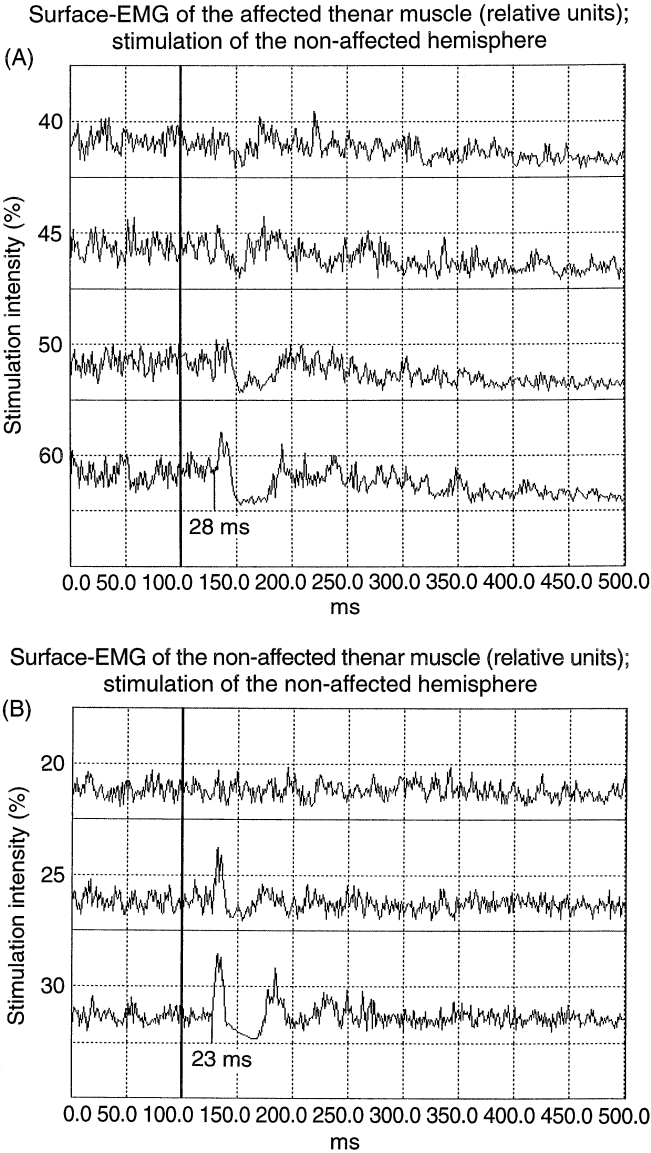 Surface-EMG of the affected thenar muscle (relative units);
stimulation of the non-affected hemisphere
(A)
Stimulation intensity (%)
40
45
50
60
28 ms
0.0 50.0 100.0 150.0 200.0 250.0 300.0 350.0 400.0 450.0 500.0
ms
Surface-EMG of the non-affected thenar muscle (relative units);
stimulation of the non-affected hemisphere
(B)
Stimulation intensity (%)
20
25
30
23 ms
0.0 50.0 100.0 150.0 200.0 250.0 300.0 350.0 400.0 450.0 500.0
ms